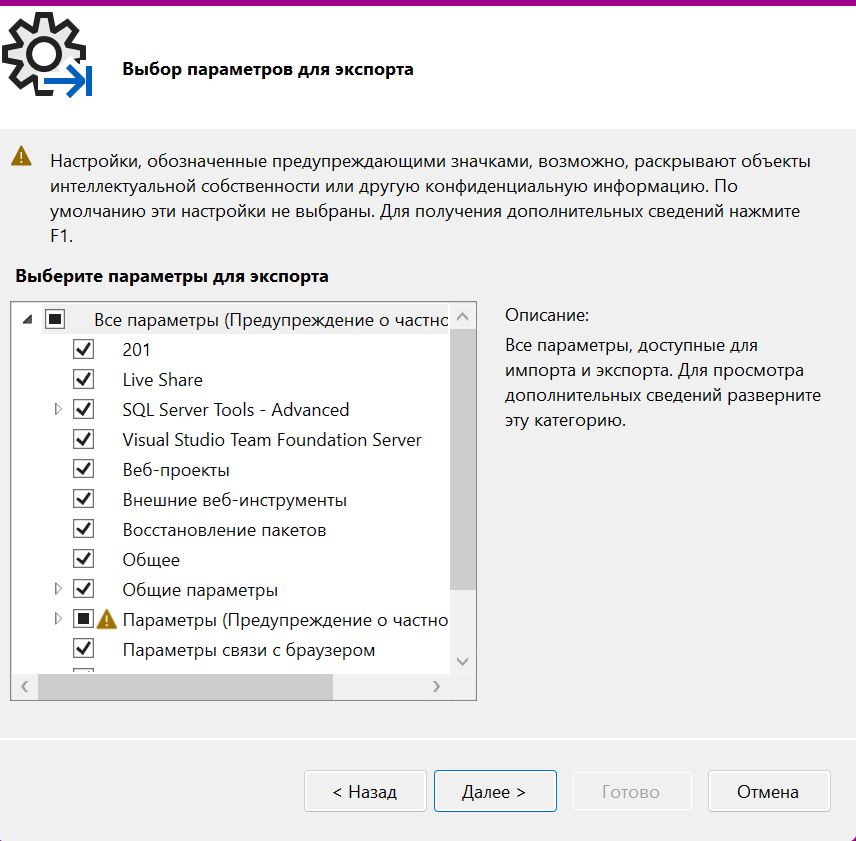 Выбор параметров для экспорта
Настройки, обозначенные предупреждающими значками, возможно, раскрывают объекты
интеллектуальной собственности или другую конфиденциальную информацию. По
умолчанию эти настройки не выбраны. Для получения дополнительных сведений нажмите
F1.
Выберите параметры для экспорта
Все параметры (Предупреждение о частно
201
Live Share
SQL Server Tools - Advanced
Visual Studio Team Foundation Server
Веб-проекты
Внешние веб-инструменты
Восстановление пакетов
Общее
Общие параметры
Параметры (Предупреждение о частно
Параметры связи с браузером
Описание:
Все параметры, доступные для
импорта и экспорта. Для просмотра
дополнительных сведений разверните
эту категорию.
< Назад
Далее >
Готово
Отмена